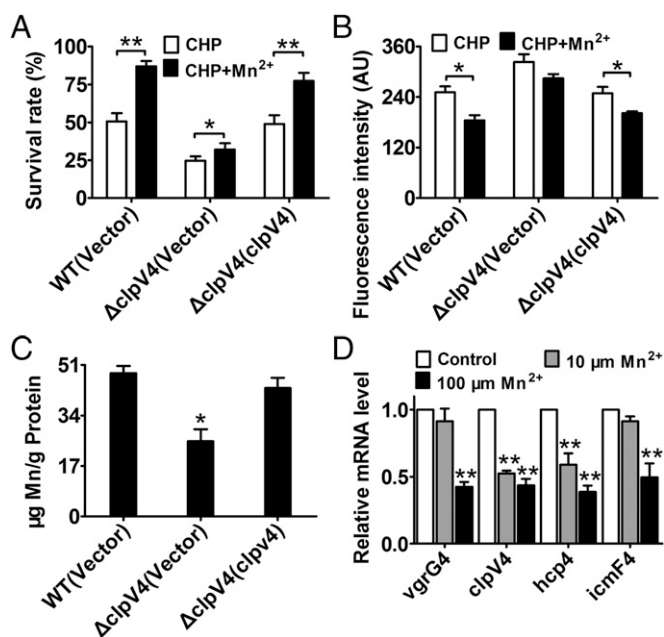 A
Survival rate (%)
100
75
50
25
0
CHP
CHP+Mn²⁺
**
*
**
WT(Vector)
ΔclpV4(Vector)
ΔclpV4(clpV4)
B
Fluorescence intensity (AU)
360
240
120
0
CHP
CHP+Mn²⁺
*
*
WT(Vector)
ΔclpV4(Vector)
ΔclpV4(clpV4)
C
μg Mn/g Protein
51
34
17
0
*
WT(Vector)
ΔclpV4(Vector)
ΔclpV4(clpv4)
D
Relative mRNA level
Control
10 μm Mn²⁺
100 μm Mn²⁺
1.0
0.5
0.0
**
**
**
**
**
**
vgrG4
clpV4
hcp4
icmF4